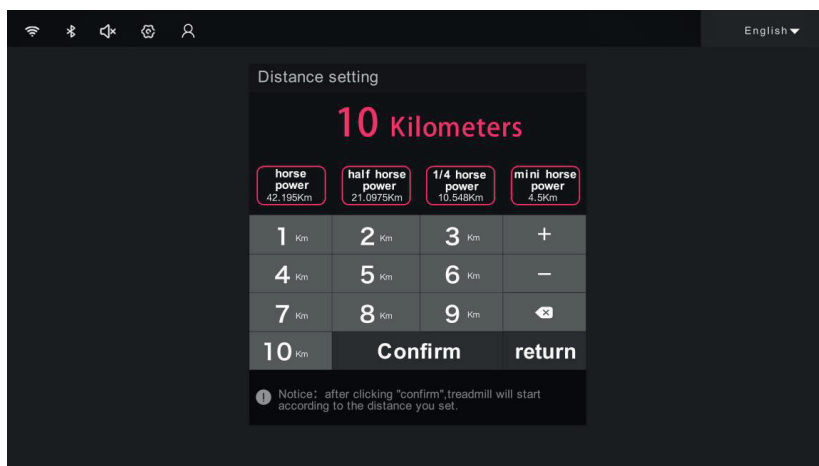 English
Distance setting
10 Kilometers
horse
power
42.195Km
half horse
power
21.0975Km
1/4 horse
power
10.548Km
mini horse
power
4.5Km
1 Km 2 Km 3 Km +
4 Km 5 Km 6 Km −
7 Km 8 Km 9 Km
10 Km Confirm return
Notice: after clicking "confirm",treadmill will start
according to the distance you set.